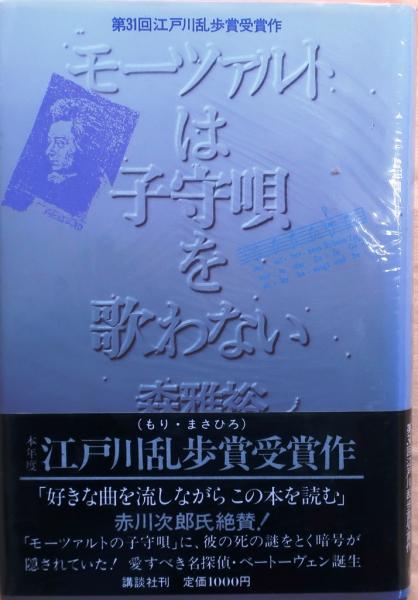 第31回江戸川乱歩賞受賞作
モーツァルト
は
子守唄
を
歌わない
森雅裕
(もり・まさひろ)
本年度
江戸川乱歩賞受賞作
「好きな曲を流しながらこの本を読む」
赤川次郎氏絶賛!
「モーツァルトの子守唄」に、彼の死の謎をとく暗号が
隠されていた! 愛すべき名探偵・ベートーヴェン誕生
講談社刊 定価1000円